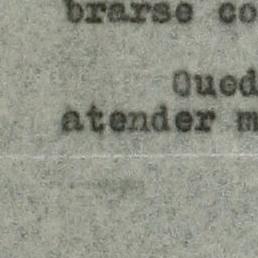 brarse co
Qued
atender m